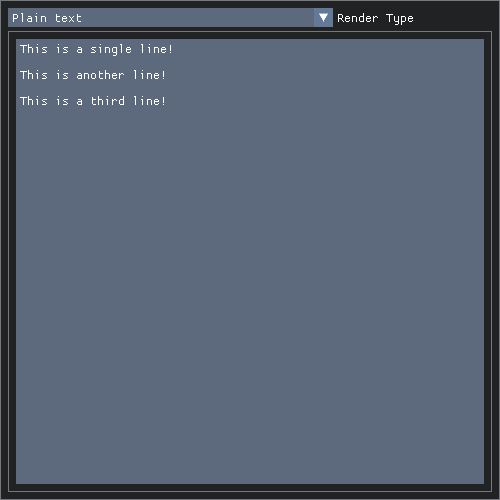 Plain text
Render Type
This is a single line!
This is another line!
This is a third line!